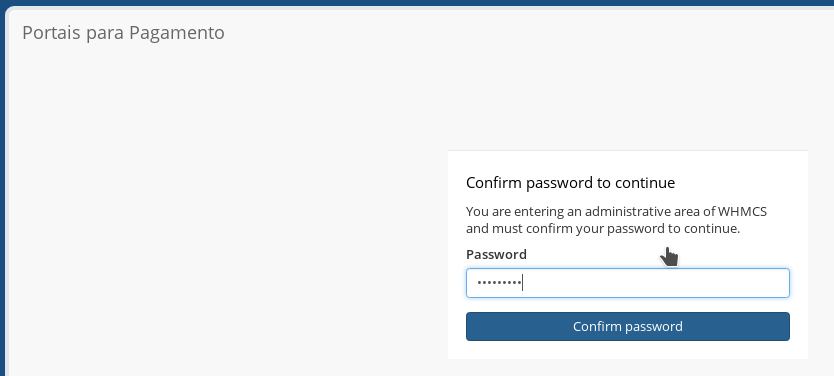 Portais para Pagamento
Confirm password to continue
You are entering an administrative area of WHMCS
and must confirm your password to continue.
Password
•••••••••
Confirm password